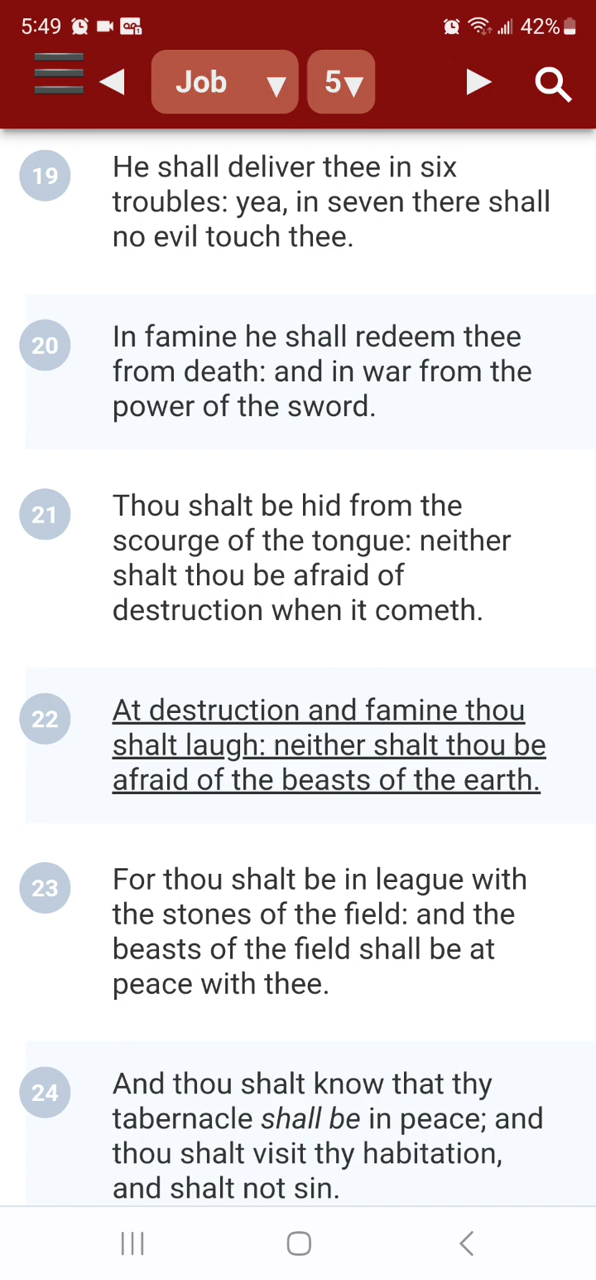 5:49
42%
Job
5
19
He shall deliver thee in six
troubles: yea, in seven there shall
no evil touch thee.
20
In famine he shall redeem thee
from death: and in war from the
power of the sword.
21
Thou shalt be hid from the
scourge of the tongue: neither
shalt thou be afraid of
destruction when it cometh.
22
At destruction and famine thou
shalt laugh: neither shalt thou be
afraid of the beasts of the earth.
23
For thou shalt be in league with
the stones of the field: and the
beasts of the field shall be at
peace with thee.
24
And thou shalt know that thy
tabernacle shall be in peace; and
thou shalt visit thy habitation,
and shalt not sin.